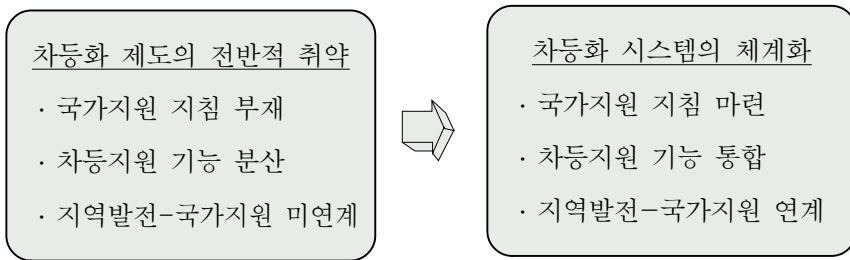 차등화 제도의 전반적 취약
· 국가지원 지침 부재
· 차등지원 기능 분산
· 지역발전-국가지원 미연계
차등화 시스템의 체계화
· 국가지원 지침 마련
· 차등지원 기능 통합
· 지역발전-국가지원 연계